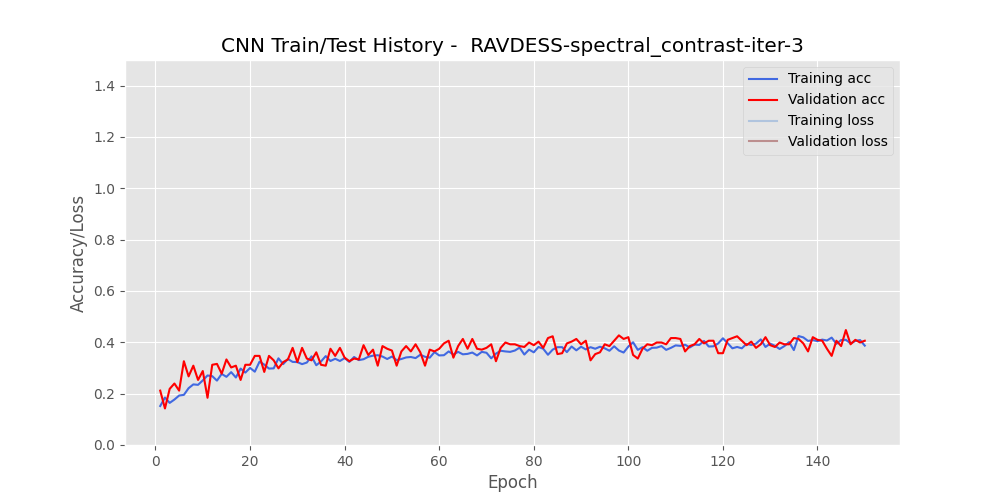 CNN Train/Test History -  RAVDESS-spectral_contrast-iter-3
Training acc
Validation acc
Training loss
Validation loss
Accuracy/Loss
1.4
1.2
1.0
0.8
0.6
0.4
0.2
0.0
0 20 40 60 80 100 120 140
Epoch